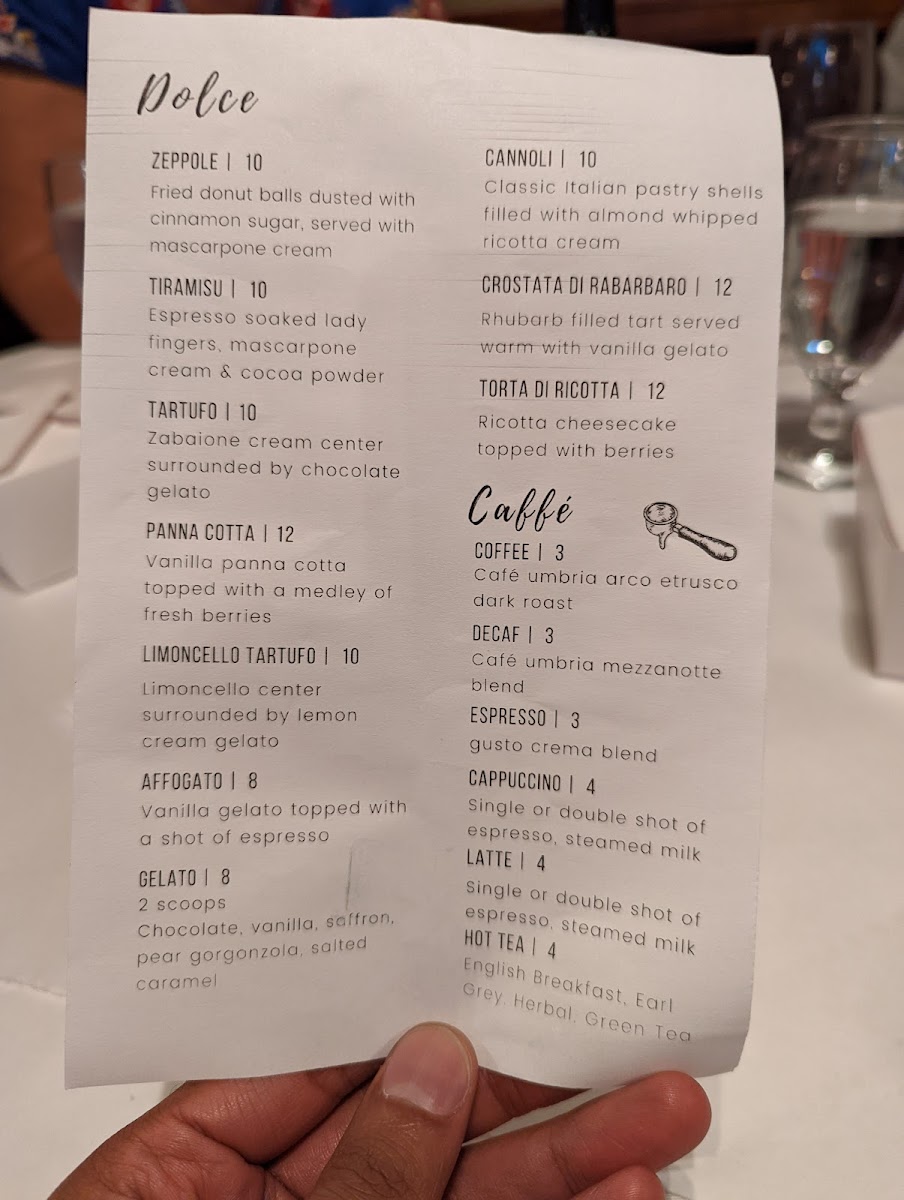 Dolce
ZEPPOLE | 10
Fried donut balls dusted with
cinnamon sugar, served with
mascarpone cream
TIRAMISU | 10
Espresso soaked lady
fingers, mascarpone
cream & cocoa powder
TARTUFO | 10
Zabaione cream center
surrounded by chocolate
gelato
PANNA COTTA | 12
Vanilla panna cotta
topped with a medley of
fresh berries
LIMONCELLO TARTUFO | 10
Limoncello center
surrounded by lemon
cream gelato
AFFOGATO | 8
Vanilla gelato topped with
a shot of espresso
GELATO | 8
2 scoops
Chocolate, vanilla, saffron,
pear gorgonzola, salted
caramel
CANNOLI | 10
Classic Italian pastry shells
filled with almond whipped
ricotta cream
CROSTATA DI RABARBARO | 12
Rhubarb filled tart served
warm with vanilla gelato
TORTA DI RICOTTA | 12
Ricotta cheesecake
topped with berries
Caffé
COFFEE | 3
Café umbria arco etrusco
dark roast
DECAF | 3
Café umbria mezzanotte
blend
ESPRESSO | 3
gusto crema blend
CAPPUCCINO | 4
Single or double shot of
espresso, steamed milk
LATTE | 4
Single or double shot of
espresso, steamed milk
HOT TEA | 4
English Breakfast, Earl
Grey, Herbal, Green Tea